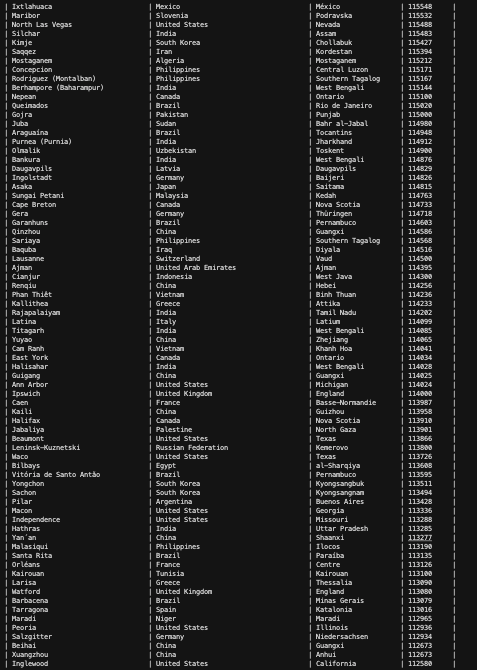 | Ixtlahuaca | Mexico | México | 115548 |
| Maribor | Slovenia | Podravska | 115532 |
| North Las Vegas | United States | Nevada | 115488 |
| Silchar | India | Assam | 115483 |
| Kimje | South Korea | Chollabuk | 115427 |
| Saqqez | Iran | Kordestan | 115394 |
| Mostaganem | Algeria | Mostaganem | 115212 |
| Concepcion | Philippines | Central Luzon | 115171 |
| Rodriguez (Montalban) | Philippines | Southern Tagalog | 115167 |
| Berhampore (Baharampur) | India | West Bengali | 115144 |
| Nepean | Canada | Ontario | 115100 |
| Queimados | Brazil | Rio de Janeiro | 115020 |
| Gojra | Pakistan | Punjab | 115000 |
| Juba | Sudan | Bahr al-Jabal | 114980 |
| Araguaína | Brazil | Tocantins | 114948 |
| Purnea (Purnia) | India | Jharkhand | 114912 |
| Olmalik | Uzbekistan | Toskent | 114900 |
| Bankura | India | West Bengali | 114876 |
| Daugavpils | Latvia | Daugavpils | 114829 |
| Ingolstadt | Germany | Baijeri | 114826 |
| Asaka | Japan | Saitama | 114815 |
| Sungai Petani | Malaysia | Kedah | 114763 |
| Cape Breton | Canada | Nova Scotia | 114733 |
| Gera | Germany | Thüringen | 114718 |
| Garanhuns | Brazil | Pernambuco | 114603 |
| Qinzhou | China | Guangxi | 114586 |
| Sariaya | Philippines | Southern Tagalog | 114568 |
| Baquba | Iraq | Diyala | 114516 |
| Lausanne | Switzerland | Vaud | 114500 |
| Ajman | United Arab Emirates | Ajman | 114395 |
| Cianjur | Indonesia | West Java | 114300 |
| Renqiu | China | Hebei | 114256 |
| Phan Thiêt | Vietnam | Binh Thuan | 114236 |
| Kallithea | Greece | Attika | 114233 |
| Rajapalaiyam | India | Tamil Nadu | 114202 |
| Latina | Italy | Latium | 114099 |
| Titagarh | India | West Bengali | 114085 |
| Yuyao | China | Zhejiang | 114065 |
| Cam Ranh | Vietnam | Khanh Hoa | 114041 |
| East York | Canada | Ontario | 114034 |
| Halisahar | India | West Bengali | 114028 |
| Guigang | China | Guangxi | 114025 |
| Ann Arbor | United States | Michigan | 114024 |
| Ipswich | United Kingdom | England | 114000 |
| Caen | France | Basse-Normandie | 113987 |
| Kaili | China | Guizhou | 113958 |
| Halifax | Canada | Nova Scotia | 113910 |
| Jabaliya | Palestine | North Gaza | 113901 |
| Beaumont | United States | Texas | 113866 |
| Leninsk-Kuznetski | Russian Federation | Kemerovo | 113800 |
| Waco | United States | Texas | 113726 |
| Bilbays | Egypt | al-Sharqiya | 113608 |
| Vitória de Santo Antão | Brazil | Pernambuco | 113595 |
| Yongchon | South Korea | Kyongsangbuk | 113511 |
| Sachon | South Korea | Kyongsangnam | 113494 |
| Pilar | Argentina | Buenos Aires | 113428 |
| Macon | United States | Georgia | 113336 |
| Independence | United States | Missouri | 113288 |
| Hathras | India | Uttar Pradesh | 113285 |
| Yan´an | China | Shaanxi | 113277 |
| Malasiqui | Philippines | Ilocos | 113190 |
| Santa Rita | Brazil | Paraíba | 113135 |
| Orléans | France | Centre | 113126 |
| Kairouan | Tunisia | Kairouan | 113100 |
| Larisa | Greece | Thessalia | 113090 |
| Watford | United Kingdom | England | 113080 |
| Barbacena | Brazil | Minas Gerais | 113079 |
| Tarragona | Spain | Katalonia | 113016 |
| Maradi | Niger | Maradi | 112965 |
| Peoria | United States | Illinois | 112936 |
| Salzgitter | Germany | Niedersachsen | 112934 |
| Beihai | China | Guangxi | 112673 |
| Xuangzhou | China | Anhui | 112673 |
| Inglewood | United States | California | 112580 |